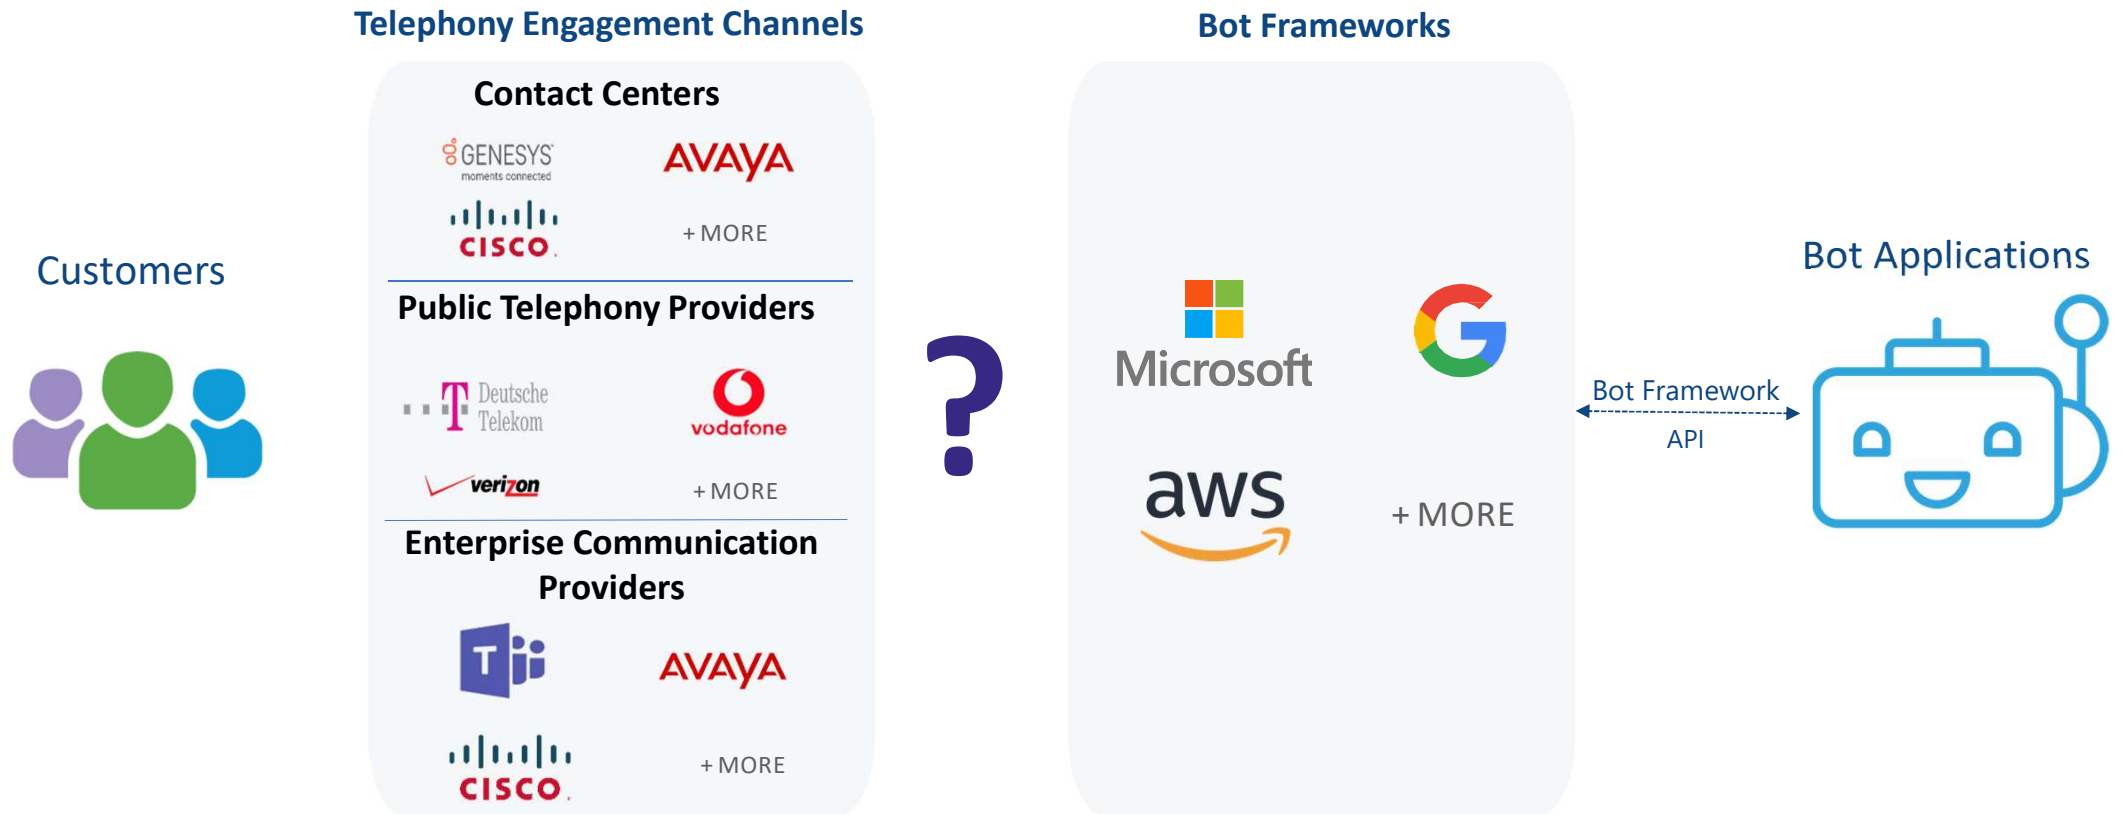 Telephony Engagement Channels
Bot Frameworks
Customers
Contact Centers
GENESYS
moments connected
AVAYA
CISCO
+ MORE
Public Telephony Providers
T Deutsche
Telekom
vodafone
verizon
+ MORE
Enterprise Communication
Providers
T
AVAYA
CISCO
+ MORE
?
Microsoft
G
aws
+ MORE
Bot Framework
API
Bot Applications